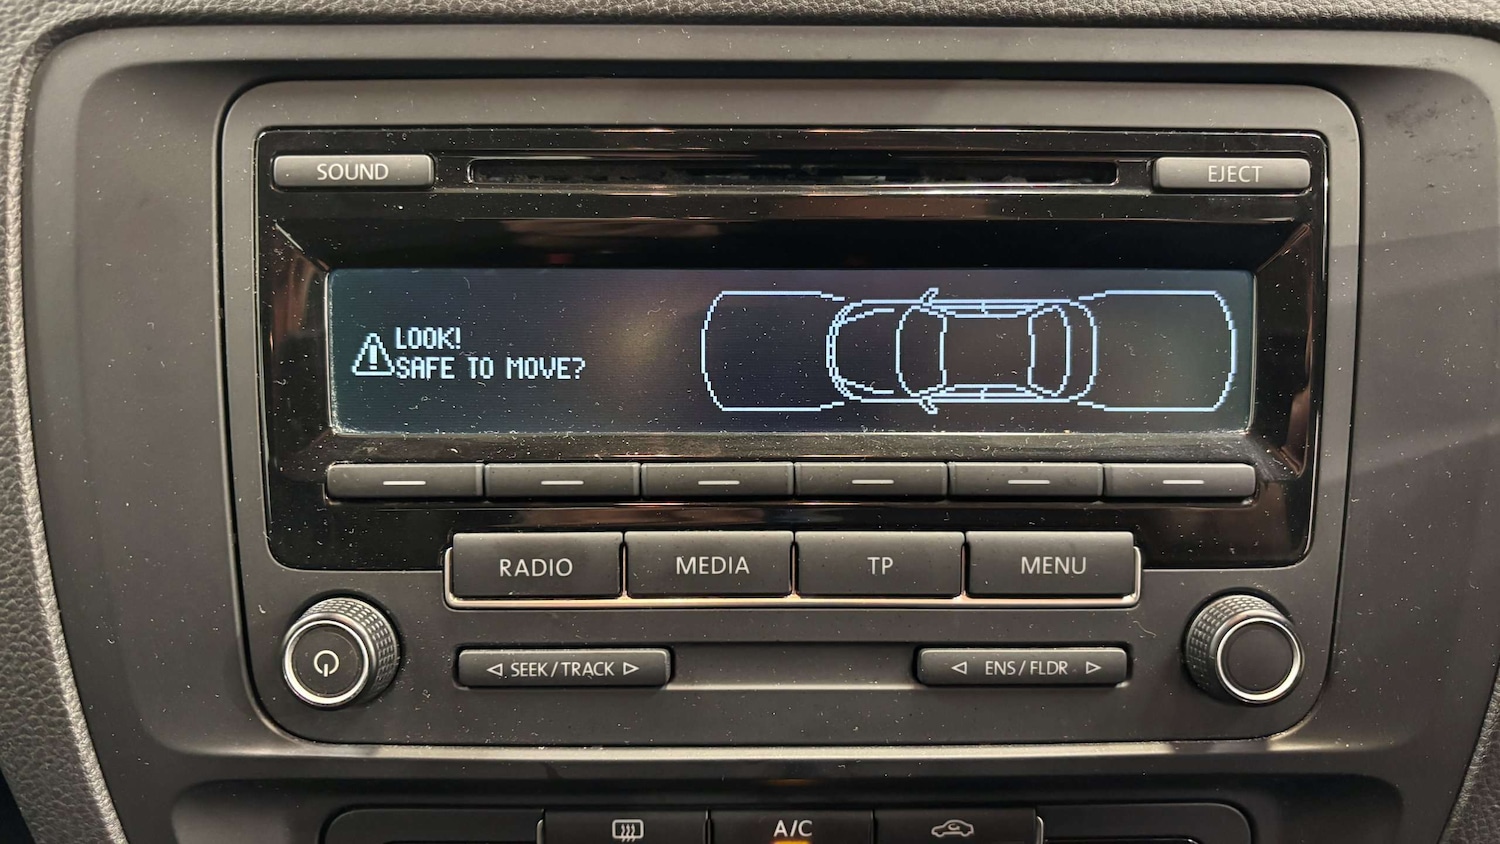 SOUND
EJECT
LOOK!
SAFE TO MOVE?
RADIO
MEDIA
TP
MENU
SEEK / TRACK
ENS / FLDR
A/C